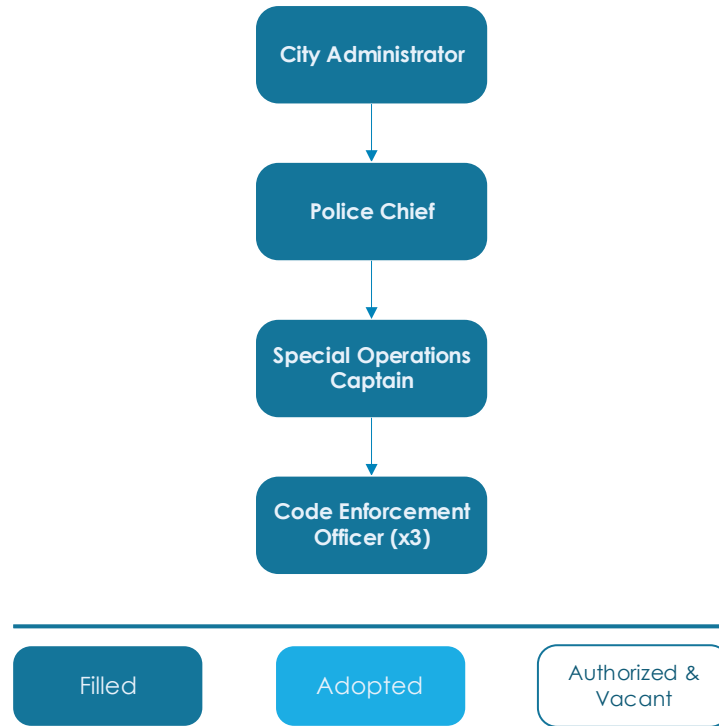 City Administrator
Police Chief
Special Operations
Captain
Code Enforcement
Officer (x3)
Filled
Adopted
Authorized &
Vacant